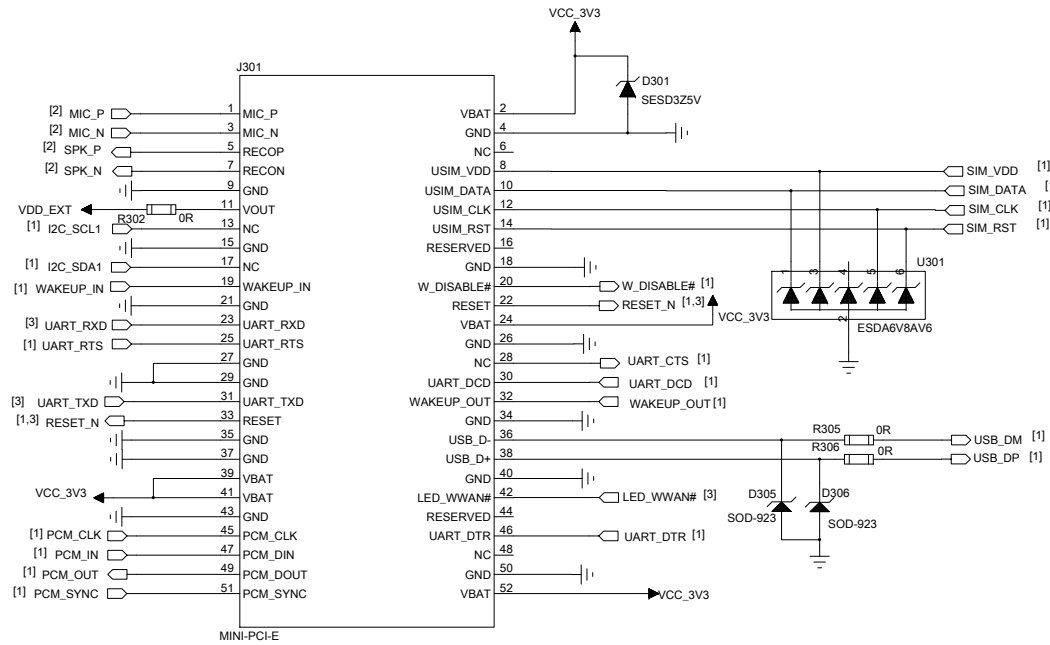 VCC_3V3
J301
D301
SESD3Z5V
[2] MIC_P 1 MIC_P
[2] MIC_N 3 MIC_N
[2] SPK_P 5 RECOP
[2] SPK_N 7 RECON
9 GND
VDD_EXT R302 0R 11 VOUT
[1] I2C_SCL1 13 NC
15 GND
[1] I2C_SDA1 17 NC
[1] WAKEUP_IN 19 WAKEUP_IN
21 GND
[3] UART_RXD 23 UART_RXD
[1] UART_RTS 25 UART_RTS
27 GND
29 GND
[3] UART_TXD 31 UART_TXD
[1,3] RESET_N 33 RESET
35 GND
37 GND
39 VBAT
VCC_3V3 41 VBAT
43 GND
[1] PCM_CLK 45 PCM_CLK
[1] PCM_IN 47 PCM_DIN
[1] PCM_OUT 49 PCM_DOUT
[1] PCM_SYNC 51 PCM_SYNC
MINI-PCI-E
VBAT 2
GND 4
NC 6
USIM_VDD 8 SIM_VDD [1]
USIM_DATA 10 SIM_DATA [
USIM_CLK 12 SIM_CLK [1]
USIM_RST 14 SIM_RST [1]
RESERVED 16
GND 18
W_DISABLE# 20 W_DISABLE# [1]
RESET 22 RESET_N [1,3]
VBAT 24 VCC_3V3
GND 26
NC 28 UART_CTS [1]
UART_DCD 30 UART_DCD [1]
WAKEUP_OUT 32 WAKEUP_OUT [1]
GND 34
USB_D- 36 R305 0R USB_DM [1]
USB_D+ 38 R306 0R USB_DP [1]
GND 40
LED_WWAN# 42 LED_WWAN# [3]
RESERVED 44
UART_DTR 46 UART_DTR [1]
NC 48
GND 50
VBAT 52 VCC_3V3
U301
1 3 4 5 6
2
ESDA6V8AV6
D305
SOD-923
D306
SOD-923